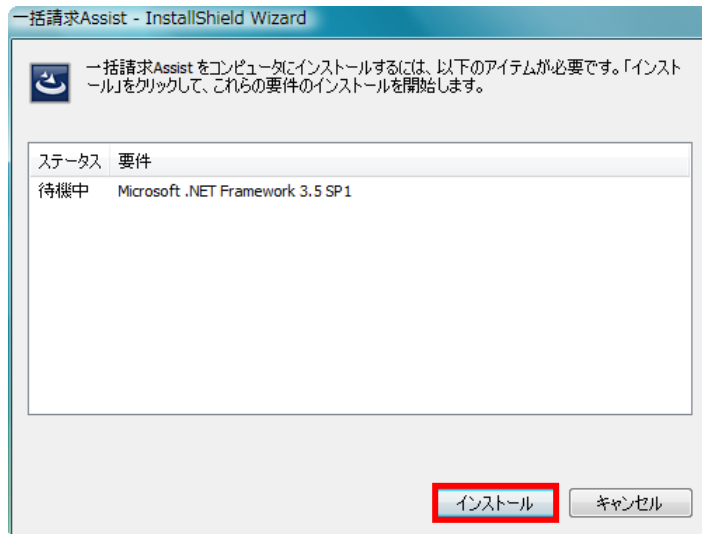 一括請求Assist - InstallShield Wizard
一括請求Assist をコンピュータにインストールするには、以下のアイテムが必要です。「インスト
ール」をクリックして、これらの要件のインストールを開始します。
ステータス 要件
待機中 Microsoft .NET Framework 3.5 SP1
インストール キャンセル